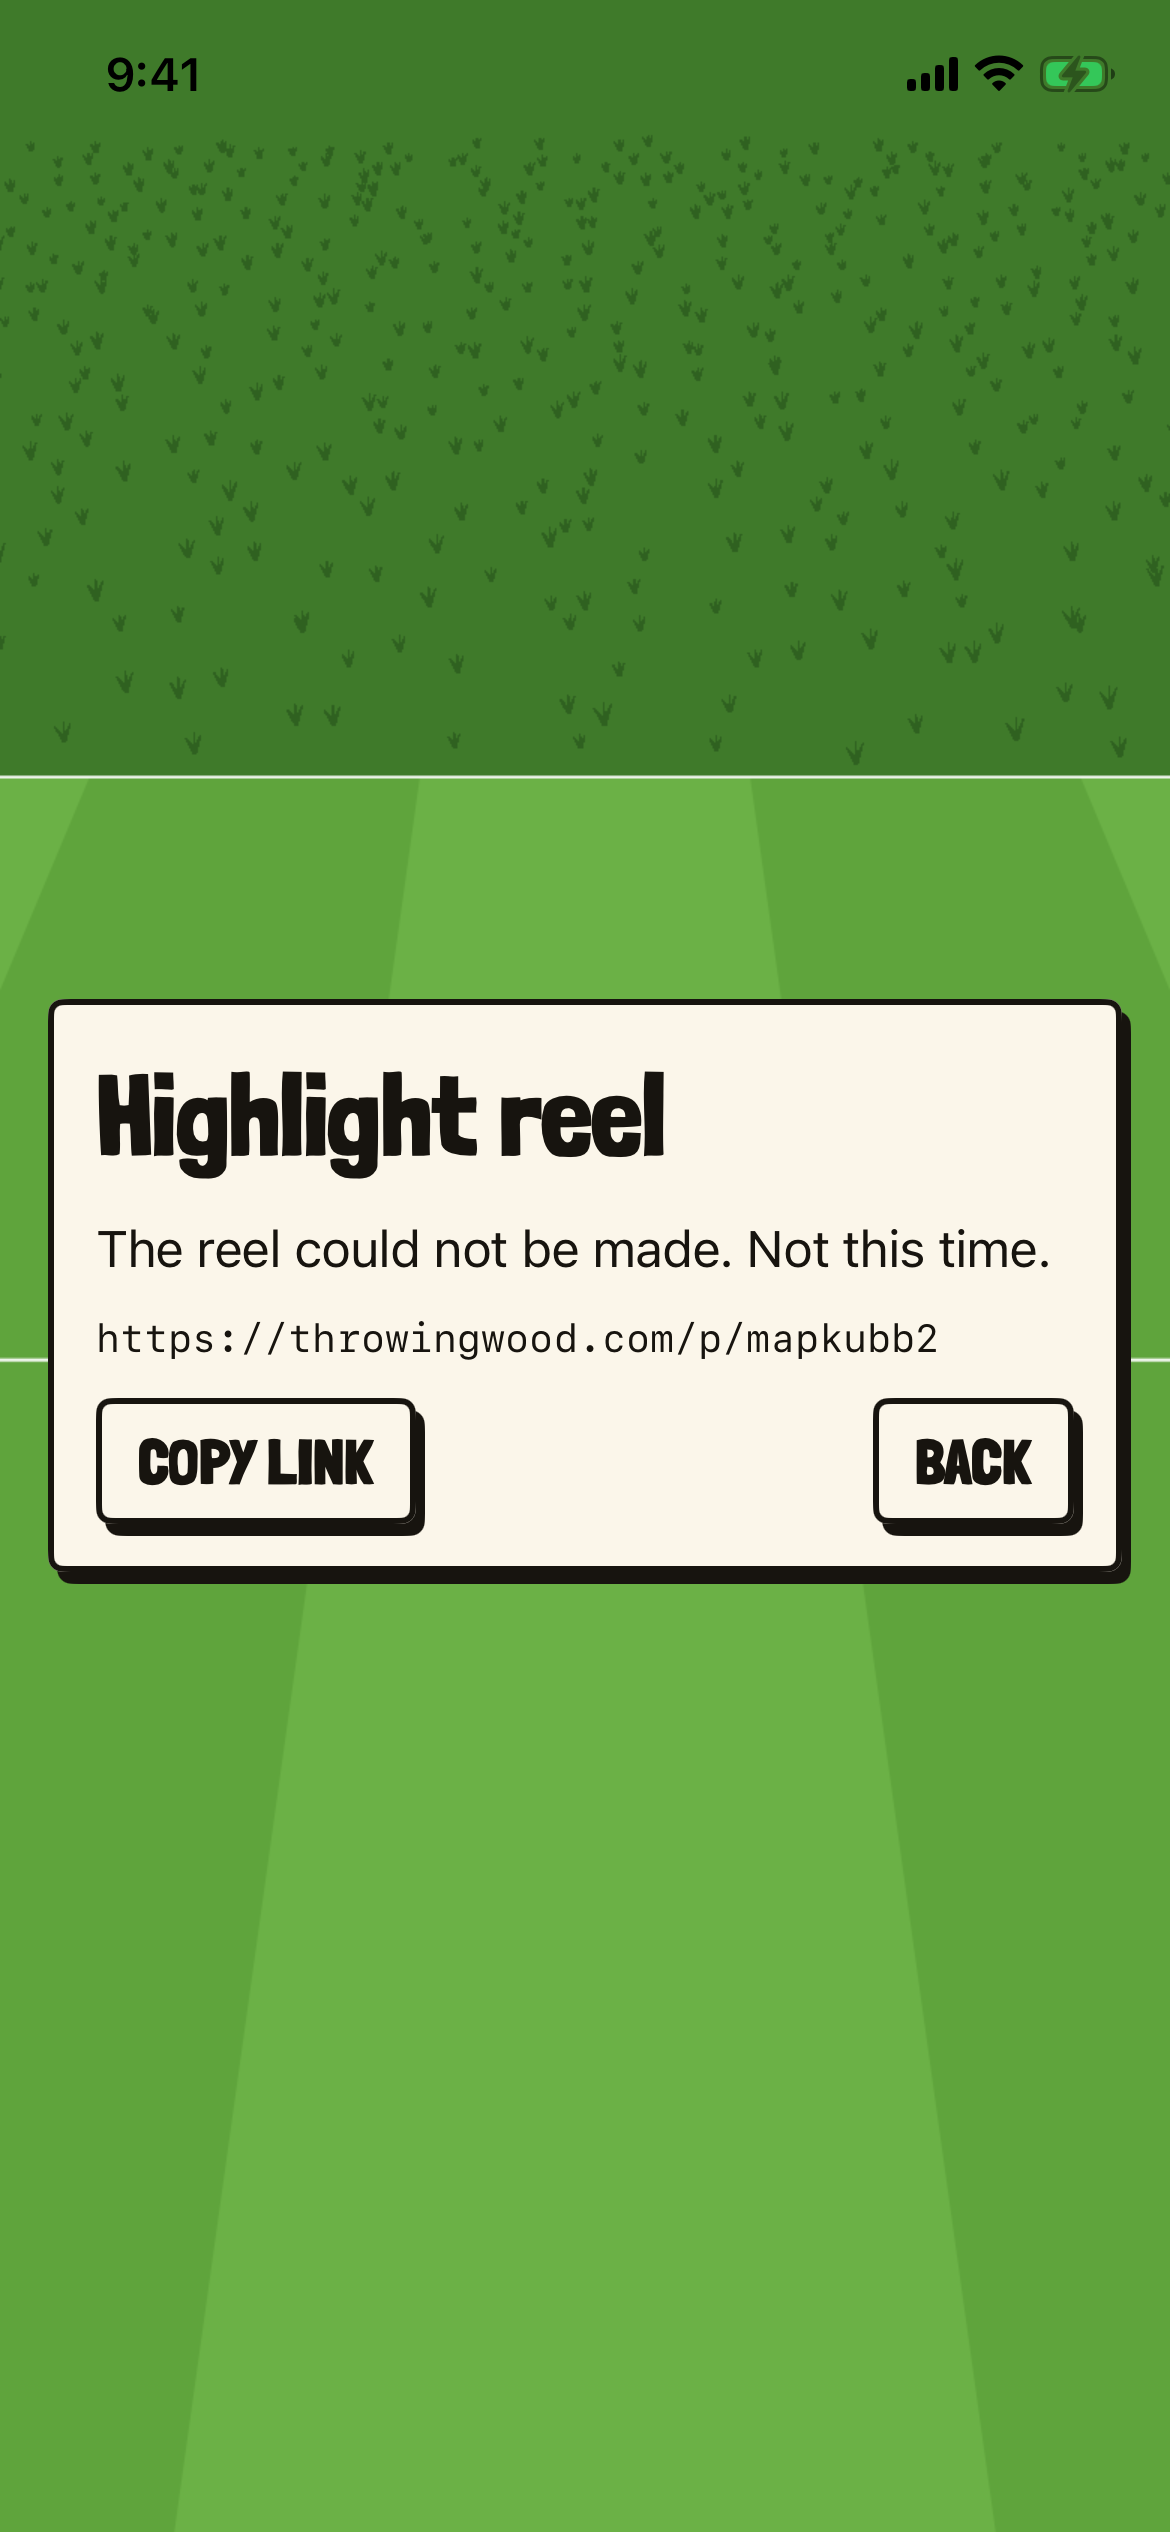 9:41
Highlight reel
The reel could not be made. Not this time.
https://throwingwood.com/p/mapkubb2
COPY LINK
BACK